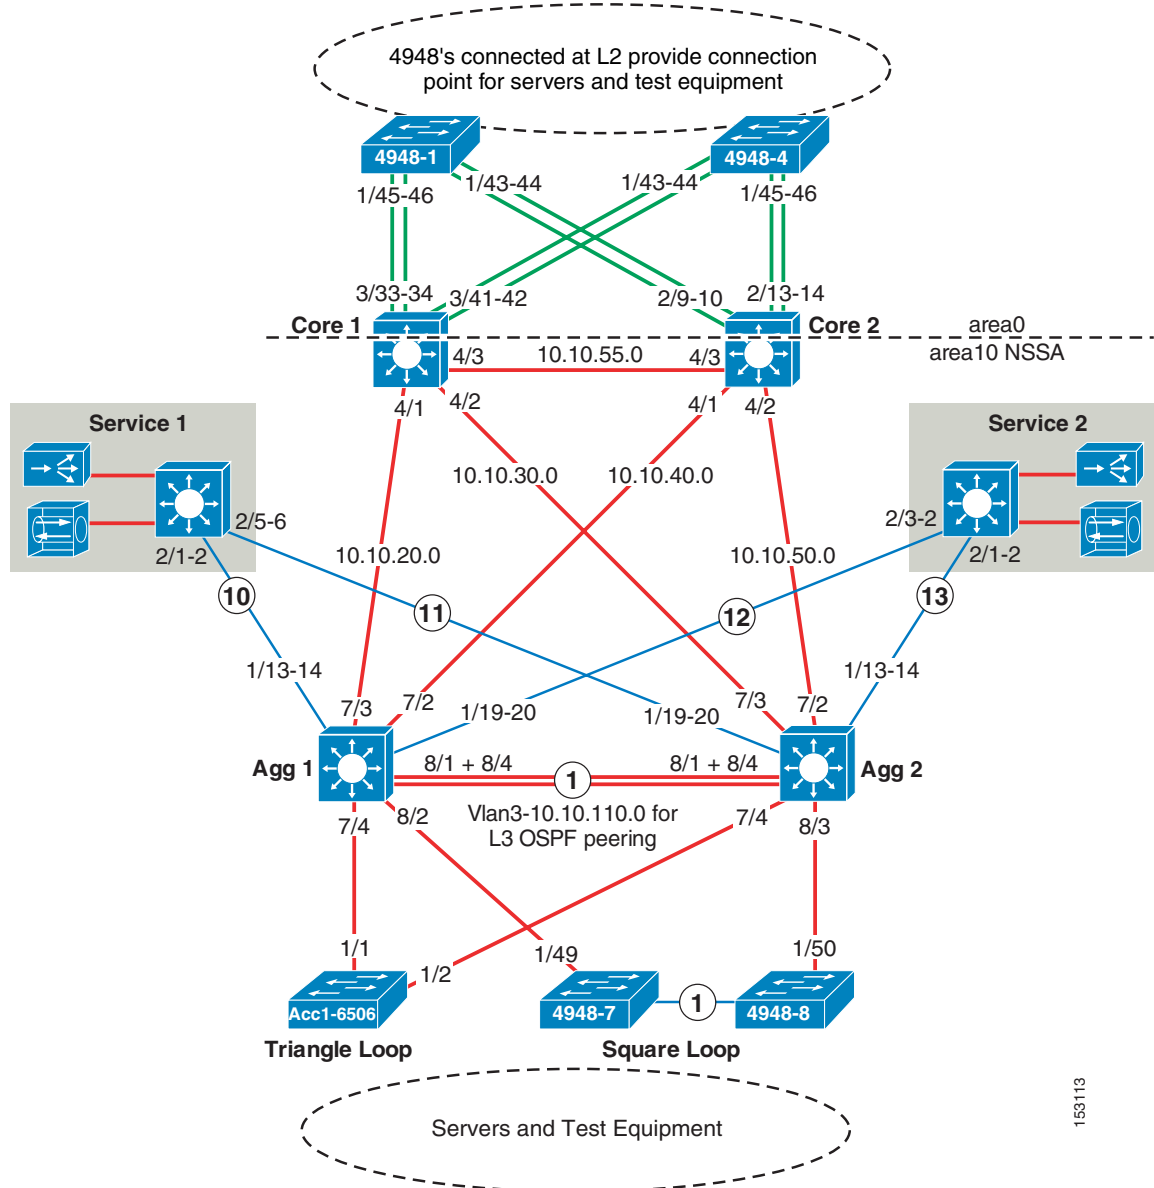 4948's connected at L2 provide connection
point for servers and test equipment
4948-1
4948-4
1/45-46
1/43-44
1/43-44
1/45-46
3/33-34
3/41-42
2/9-10
2/13-14
Core 1
Core 2
area0
area10 NSSA
4/3
10.10.55.0
4/3
4/1
4/2
4/1
4/2
Service 1
Service 2
10.10.30.0
10.10.40.0
2/5-6
2/3-2
2/1-2
10.10.20.0
10.10.50.0
2/1-2
10
11
12
13
1/13-14
1/13-14
7/3
7/2
1/19-20
1/19-20
7/3
7/2
Agg 1
8/1 + 8/4
1
8/1 + 8/4
Agg 2
7/4
8/2
Vlan3-10.10.110.0 for
L3 OSPF peering
7/4
8/3
1/1
1/2
1/49
1/50
Acc1-6506
4948-7
1
4948-8
Triangle Loop
Square Loop
Servers and Test Equipment
153113